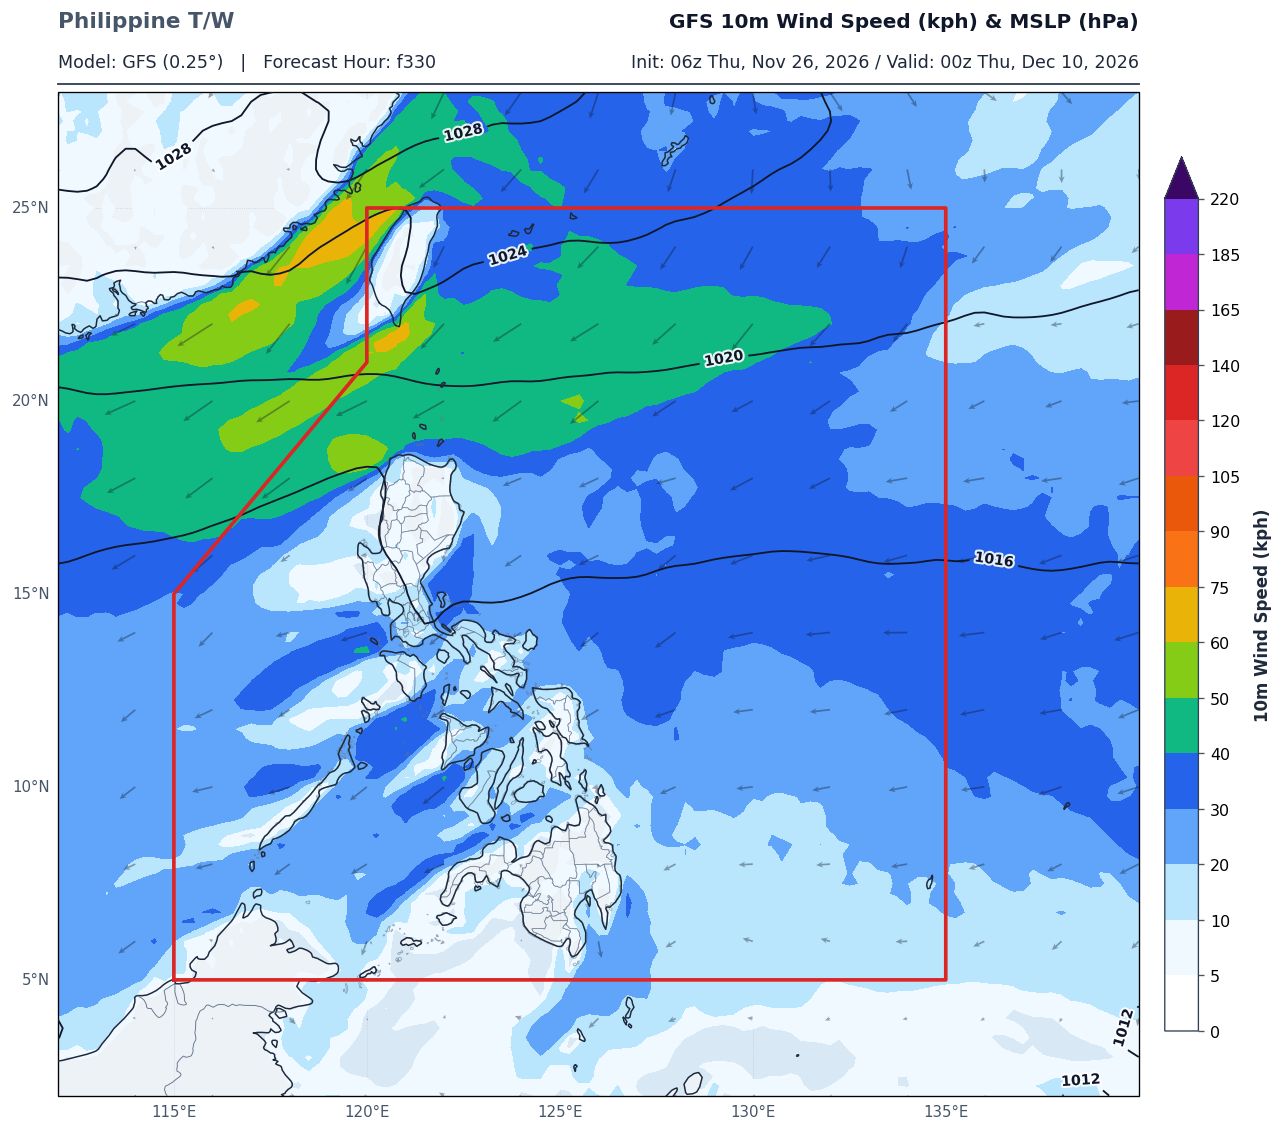 Philippine T/W
GFS 10m Wind Speed (kph) & MSLP (hPa)
Model: GFS (0.25°) | Forecast Hour: f330
Init: 06z Thu, Nov 26, 2026 / Valid: 00z Thu, Dec 10, 2026
1028
1028
1024
1020
1016
1012
1012
25°N
20°N
15°N
10°N
5°N
115°E
120°E
125°E
130°E
135°E
220
185
165
140
120
105
90
75
60
50
40
30
20
10
5
0
10m Wind Speed (kph)